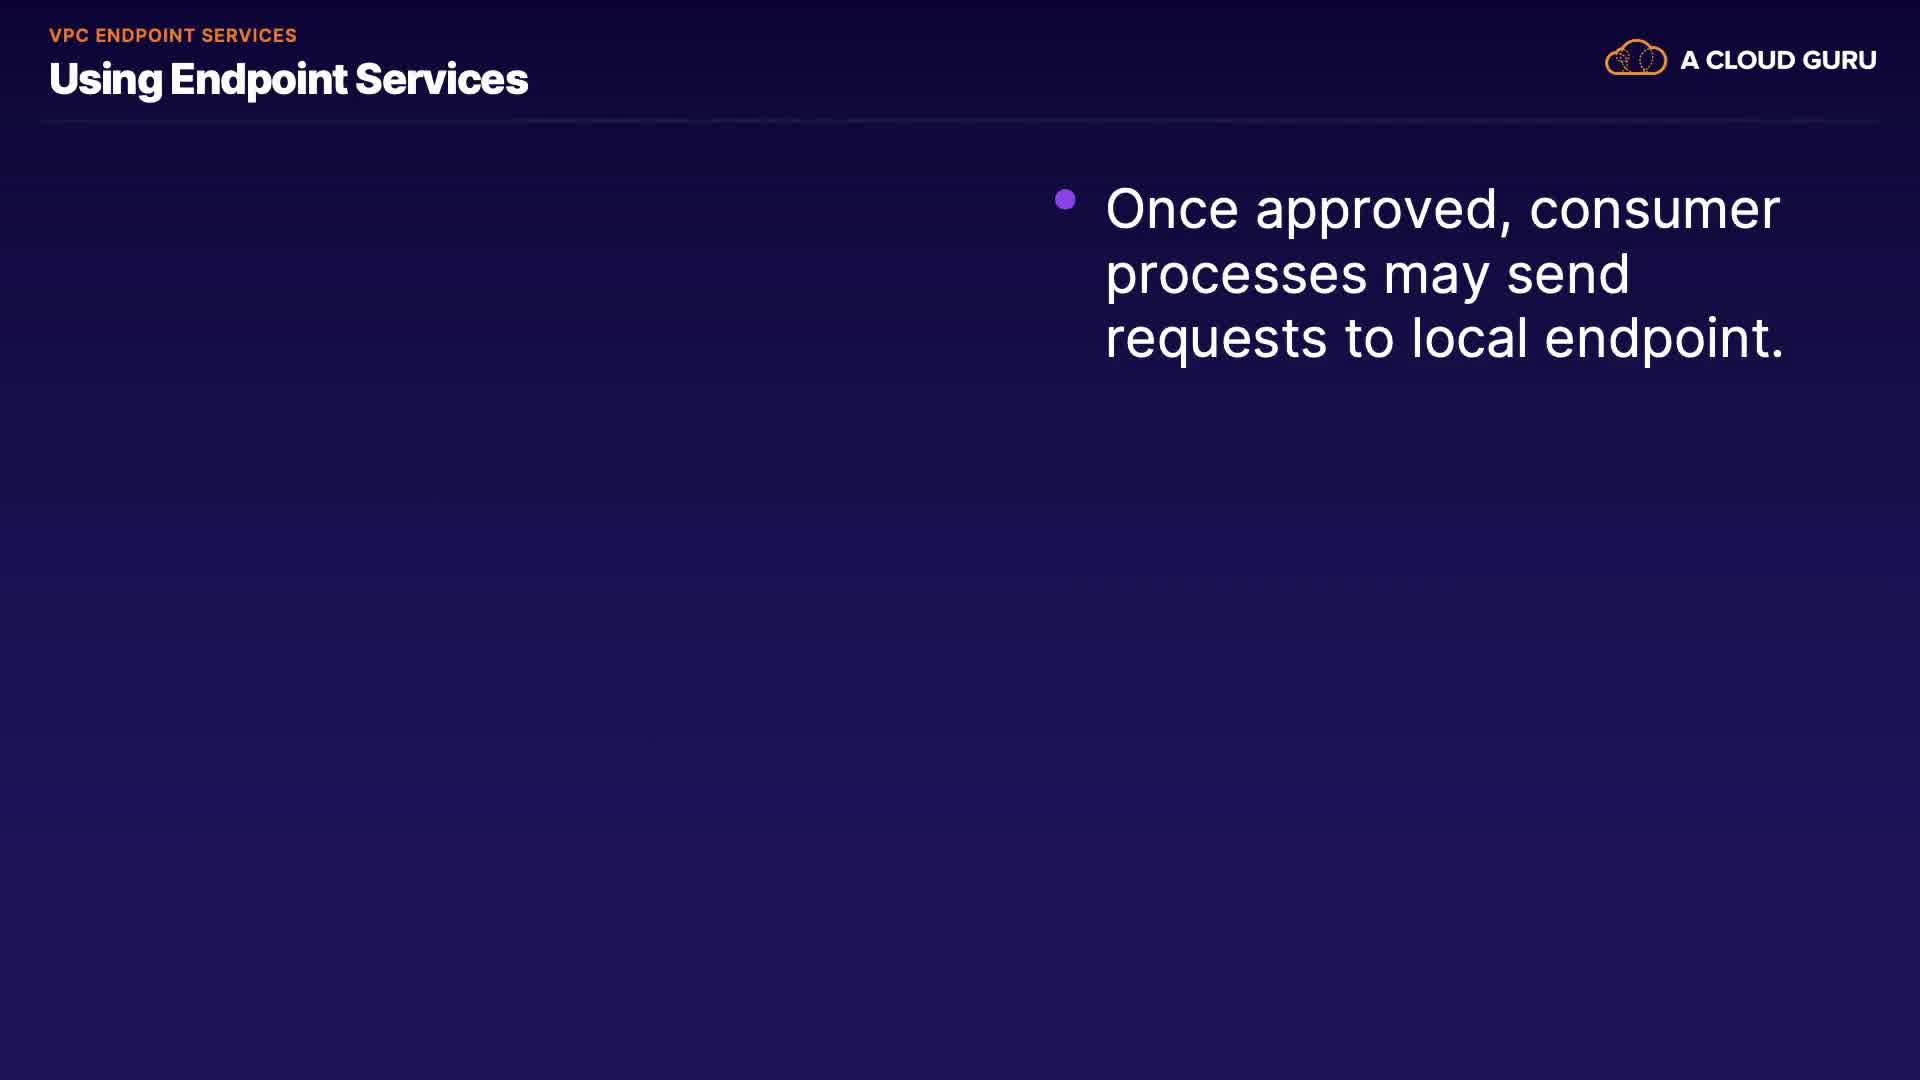 VPC ENDPOINT SERVICES
Using Endpoint Services
A CLOUD GURU
Once approved, consumer
processes may send
requests to local endpoint.